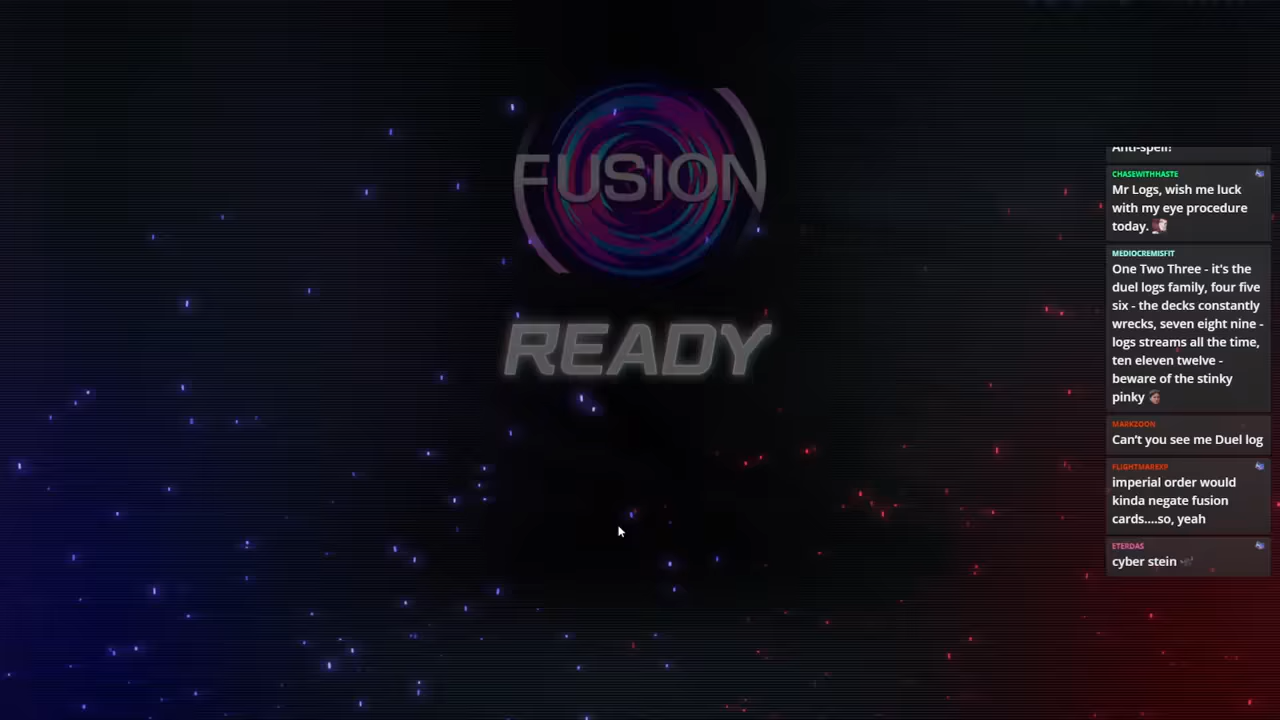 FUSION
READY
Anti-spell!
CHASEWITHHASTE
Mr Logs, wish me luck
with my eye procedure
today.
MEDIOCREMISFIT
One Two Three - it's the
duel logs family, four five
six - the decks constantly
wrecks, seven eight nine -
logs streams all the time,
ten eleven twelve -
beware of the stinky
pinky
MARKZOON
Can't you see me Duel log
FLIGHTMAREXP
imperial order would
kinda negate fusion
cards....so, yeah
ETERDAS
cyber stein